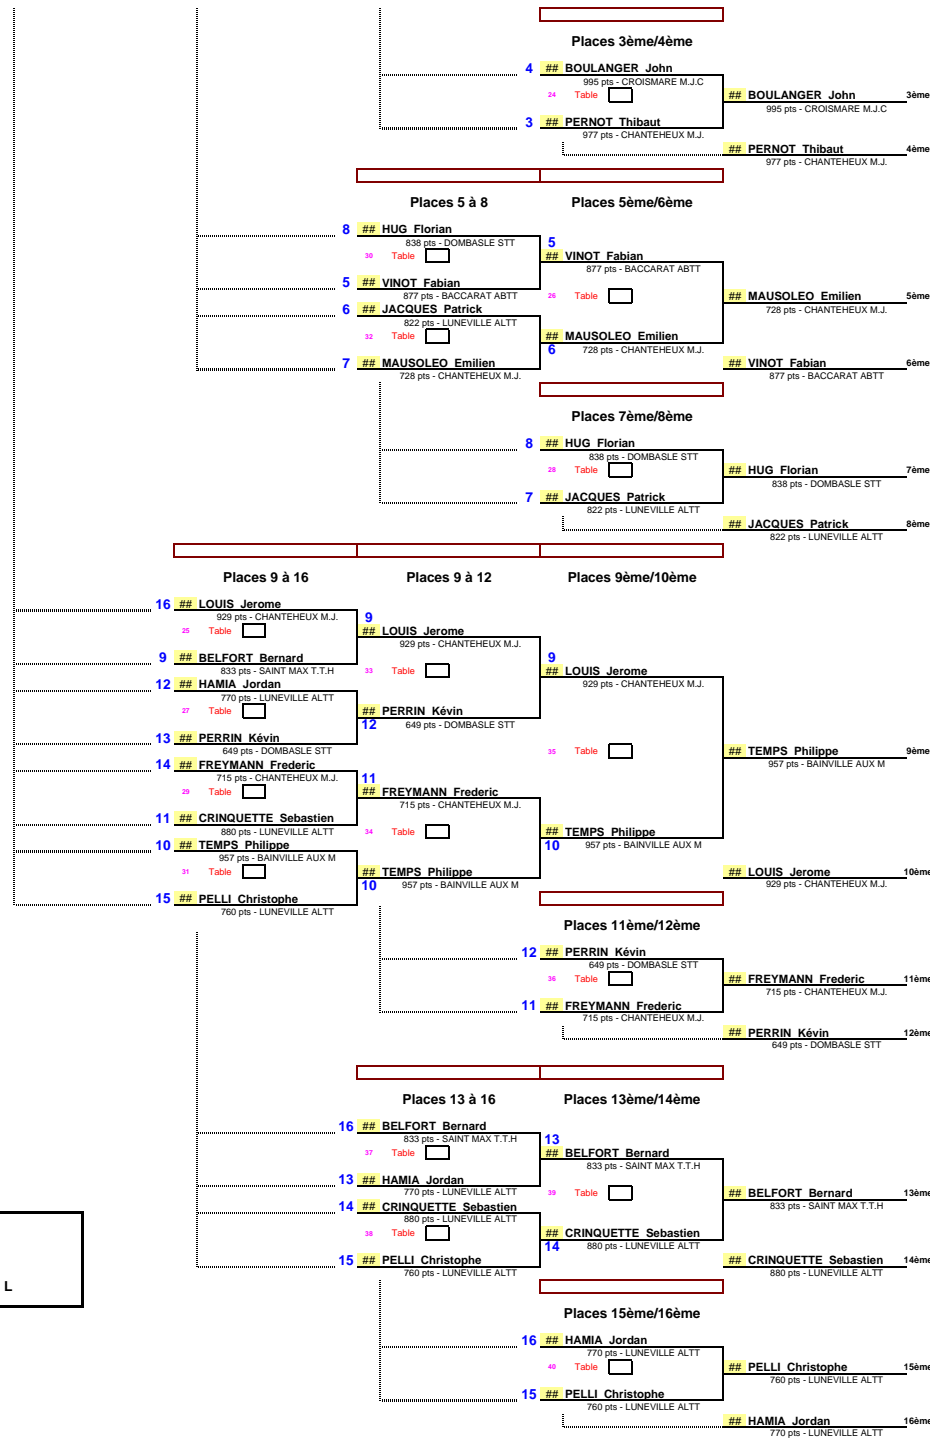 Places 3ème/4ème
4 ## BOULANGER John
995 pts - CROISMARE M.J.C
24 Table
## BOULANGER John 3ème
995 pts - CROISMARE M.J.C
3 ## PERNOT Thibaut
977 pts - CHANTEHEUX M.J.
## PERNOT Thibaut 4ème
977 pts - CHANTEHEUX M.J.
Places 5 à 8 Places 5ème/6ème
8 ## HUG Florian
838 pts - DOMBASLE STT
5
30 Table
## VINOT Fabian
877 pts - BACCARAT ABTT
5 ## VINOT Fabian
877 pts - BACCARAT ABTT
26 Table
## MAUSOLEO Emilien 5ème
728 pts - CHANTEHEUX M.J.
6 ## JACQUES Patrick
822 pts - LUNEVILLE ALTT
32 Table
## MAUSOLEO Emilien
6 728 pts - CHANTEHEUX M.J.
7 ## MAUSOLEO Emilien
728 pts - CHANTEHEUX M.J.
## VINOT Fabian 6ème
877 pts - BACCARAT ABTT
Places 7ème/8ème
8 ## HUG Florian
838 pts - DOMBASLE STT
28 Table
## HUG Florian 7ème
838 pts - DOMBASLE STT
7 ## JACQUES Patrick
822 pts - LUNEVILLE ALTT
## JACQUES Patrick 8ème
822 pts - LUNEVILLE ALTT
Places 9 à 16 Places 9 à 12 Places 9ème/10ème
16 ## LOUIS Jerome
929 pts - CHANTEHEUX M.J.
9
25 Table
## LOUIS Jerome
929 pts - CHANTEHEUX M.J.
9 ## BELFORT Bernard
833 pts - SAINT MAX T.T.H
9
33 Table
## LOUIS Jerome
929 pts - CHANTEHEUX M.J.
12 ## HAMIA Jordan
770 pts - LUNEVILLE ALTT
27 Table
## PERRIN Kévin
12 649 pts - DOMBASLE STT
13 ## PERRIN Kévin
649 pts - DOMBASLE STT
35 Table
## TEMPS Philippe 9ème
957 pts - BAINVILLE AUX M
14 ## FREYMANN Frederic
715 pts - CHANTEHEUX M.J.
11
29 Table
## FREYMANN Frederic
715 pts - CHANTEHEUX M.J.
11 ## CRINQUETTE Sebastien
880 pts - LUNEVILLE ALTT
34 Table
## TEMPS Philippe
10 957 pts - BAINVILLE AUX M
10 ## TEMPS Philippe
957 pts - BAINVILLE AUX M
31 Table
## TEMPS Philippe
10 957 pts - BAINVILLE AUX M
## LOUIS Jerome 10ème
929 pts - CHANTEHEUX M.J.
15 ## PELLI Christophe
760 pts - LUNEVILLE ALTT
Places 11ème/12ème
12 ## PERRIN Kévin
649 pts - DOMBASLE STT
36 Table
## FREYMANN Frederic 11ème
715 pts - CHANTEHEUX M.J.
11 ## FREYMANN Frederic
715 pts - CHANTEHEUX M.J.
## PERRIN Kévin 12ème
649 pts - DOMBASLE STT
Places 13 à 16 Places 13ème/14ème
16 ## BELFORT Bernard
833 pts - SAINT MAX T.T.H
13
37 Table
## BELFORT Bernard
833 pts - SAINT MAX T.T.H
13 ## HAMIA Jordan
770 pts - LUNEVILLE ALTT
39 Table
## BELFORT Bernard 13ème
833 pts - SAINT MAX T.T.H
14 ## CRINQUETTE Sebastien
880 pts - LUNEVILLE ALTT
38 Table
## CRINQUETTE Sebastien
14 880 pts - LUNEVILLE ALTT
15 ## PELLI Christophe
760 pts - LUNEVILLE ALTT
## CRINQUETTE Sebastien 14ème
880 pts - LUNEVILLE ALTT
L
Places 15ème/16ème
16 ## HAMIA Jordan
770 pts - LUNEVILLE ALTT
40 Table
## PELLI Christophe 15ème
760 pts - LUNEVILLE ALTT
15 ## PELLI Christophe
760 pts - LUNEVILLE ALTT
## HAMIA Jordan 16ème
770 pts - LUNEVILLE ALTT